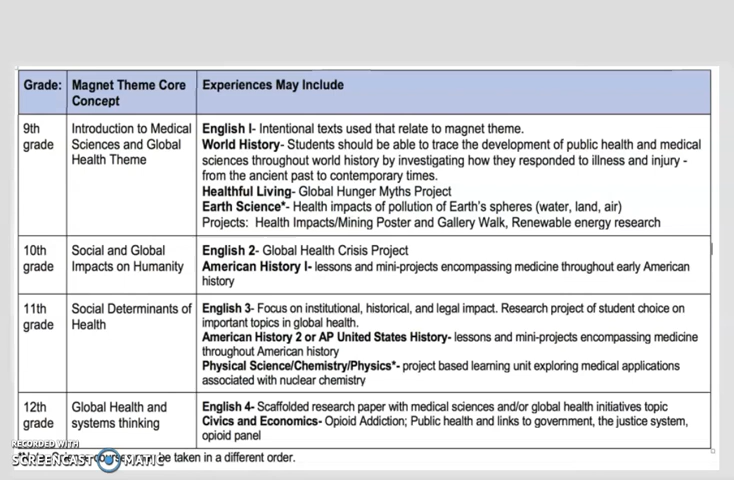 Grade:
Magnet Theme Core
Concept
Experiences May Include
9th
grade
Introduction to Medical
Sciences and Global
Health Theme
English I- Intentional texts used that relate to magnet theme.
World History- Students should be able to trace the development of public health and medical
sciences throughout world history by investigating how they responded to illness and injury -
from the ancient past to contemporary times.
Healthful Living- Global Hunger Myths Project
Earth Science*- Health impacts of pollution of Earth's spheres (water, land, air)
Projects: Health Impacts/Mining Poster and Gallery Walk, Renewable energy research
10th
grade
Social and Global
Impacts on Humanity
English 2- Global Health Crisis Project
American History I- lessons and mini-projects encompassing medicine throughout early American
history
11th
grade
Social Determinants of
Health
English 3- Focus on institutional, historical, and legal impact. Research project of student choice on
important topics in global health.
American History 2 or AP United States History- lessons and mini-projects encompassing medicine
throughout American history
Physical Science/Chemistry/Physics*- project based learning unit exploring medical applications
associated with nuclear chemistry
12th
grade
Global Health and
systems thinking
English 4- Scaffolded research paper with medical sciences and/or global health initiatives topic
Civics and Economics- Opioid Addiction; Public health and links to government, the justice system,
opioid panel
be taken in a different order.
RECORDED WITH
SCREENCAST MATIC